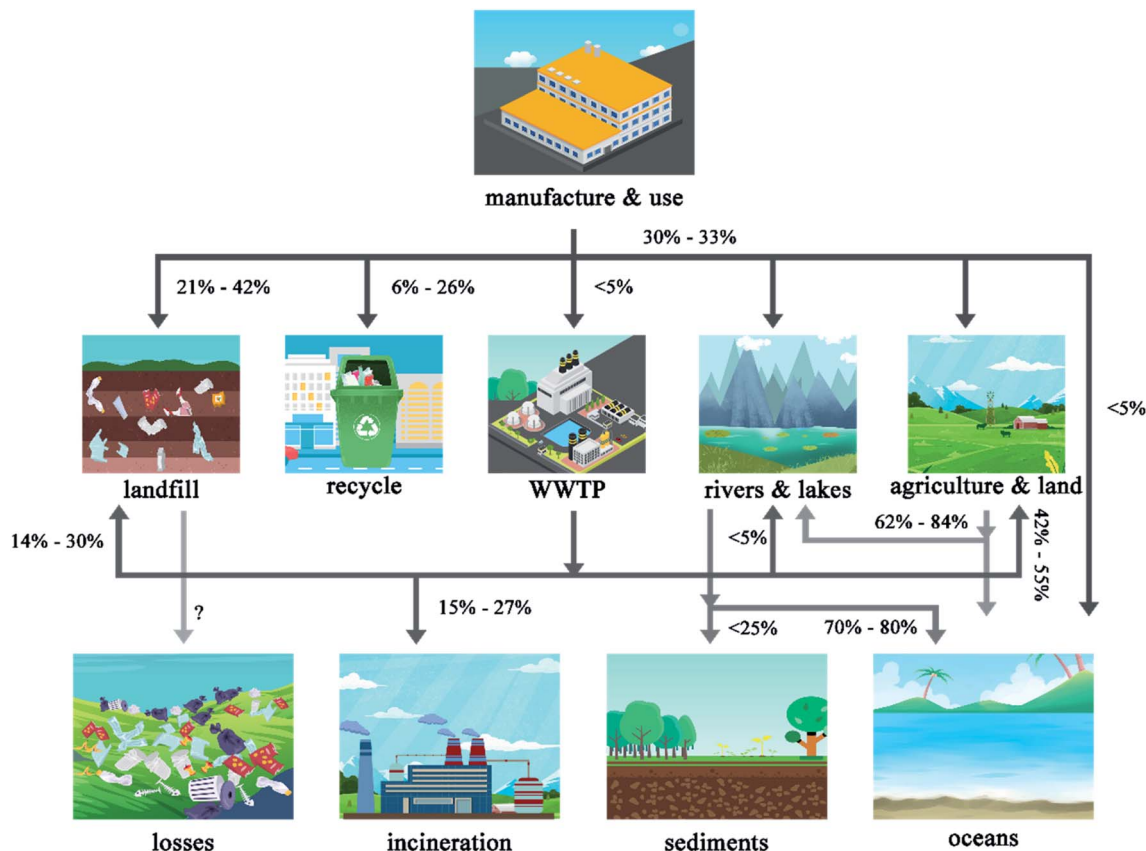 manufacture & use
30% - 33%
21% - 42%
6% - 26%
<5%
<5%
landfill
recycle
WWTP
rivers & lakes
agriculture & land
14% - 30%
<5%
62% - 84%
42% - 55%
?
15% - 27%
<25%
70% - 80%
losses
incineration
sediments
oceans